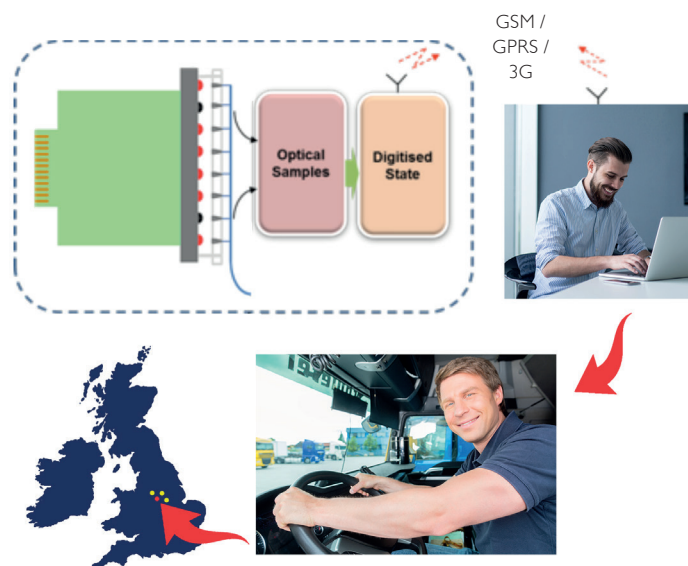 GSM /
GPRS /
3G
Optical
Samples
Digitised
State